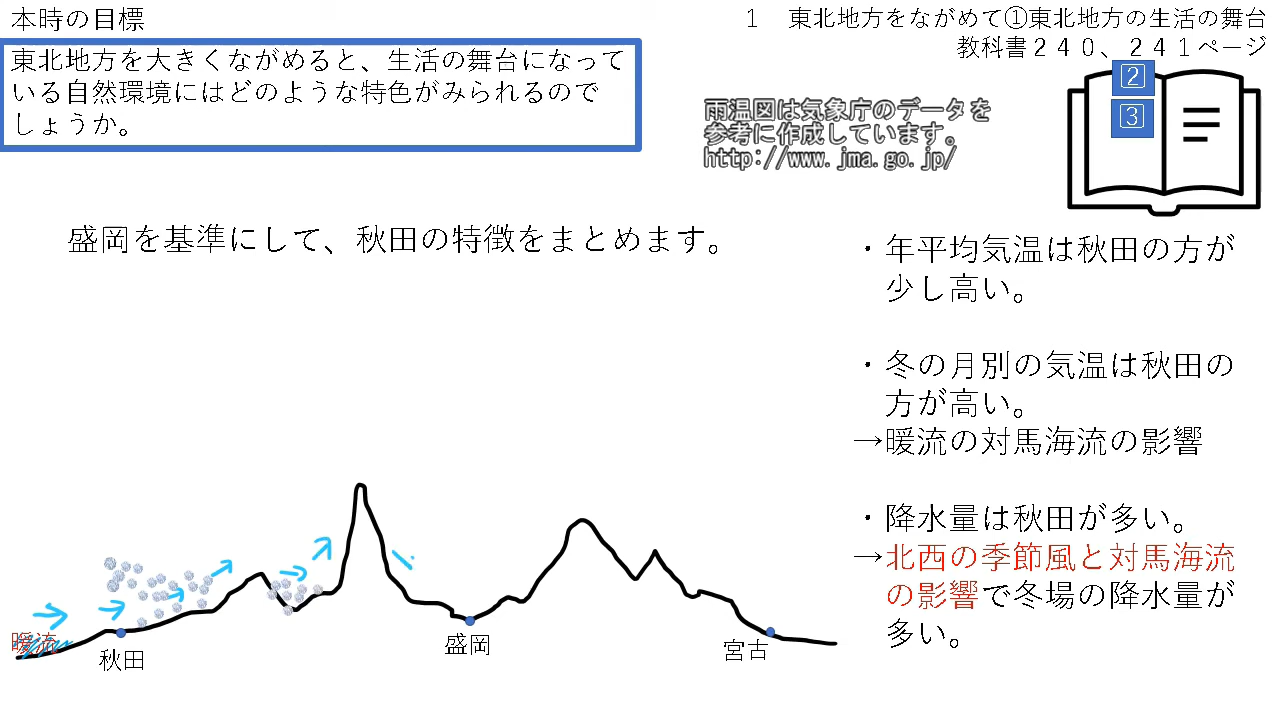 本時の目標
東北地方を大きくながめると、生活の舞台になって
いる自然環境にはどのような特色がみられるので
しょうか。
1　東北地方をながめて①東北地方の生活の舞台
教科書２４０、２４１ページ
2
3
雨温図は気象庁のデータを
参考に作成しています。
http://www.jma.go.jp/
盛岡を基準にして、秋田の特徴をまとめます。
・年平均気温は秋田の方が
少し高い。
・冬の月別の気温は秋田の
方が高い。
→暖流の対馬海流の影響
・降水量は秋田が多い。
→北西の季節風と対馬海流
の影響で冬場の降水量が
多い。
暖流
秋田
盛岡
宮古